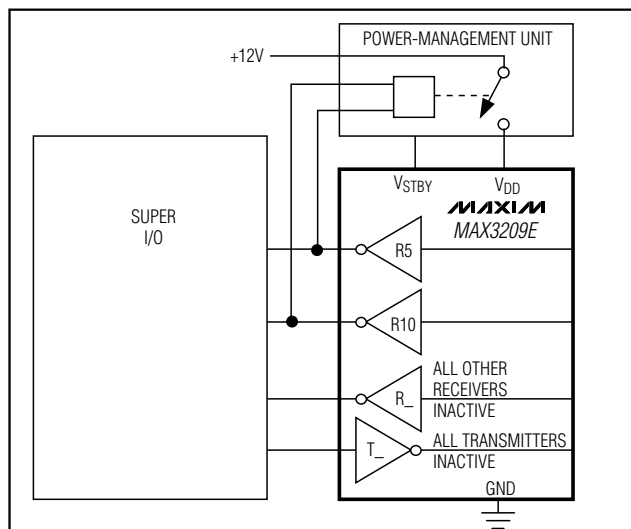 POWER-MANAGEMENT UNIT
+12V
VSTBY
VDD
MAXIM
MAX3209E
SUPER
I/O
R5
R10
R_
ALL OTHER
RECEIVERS
INACTIVE
T_
ALL TRANSMITTERS
INACTIVE
GND